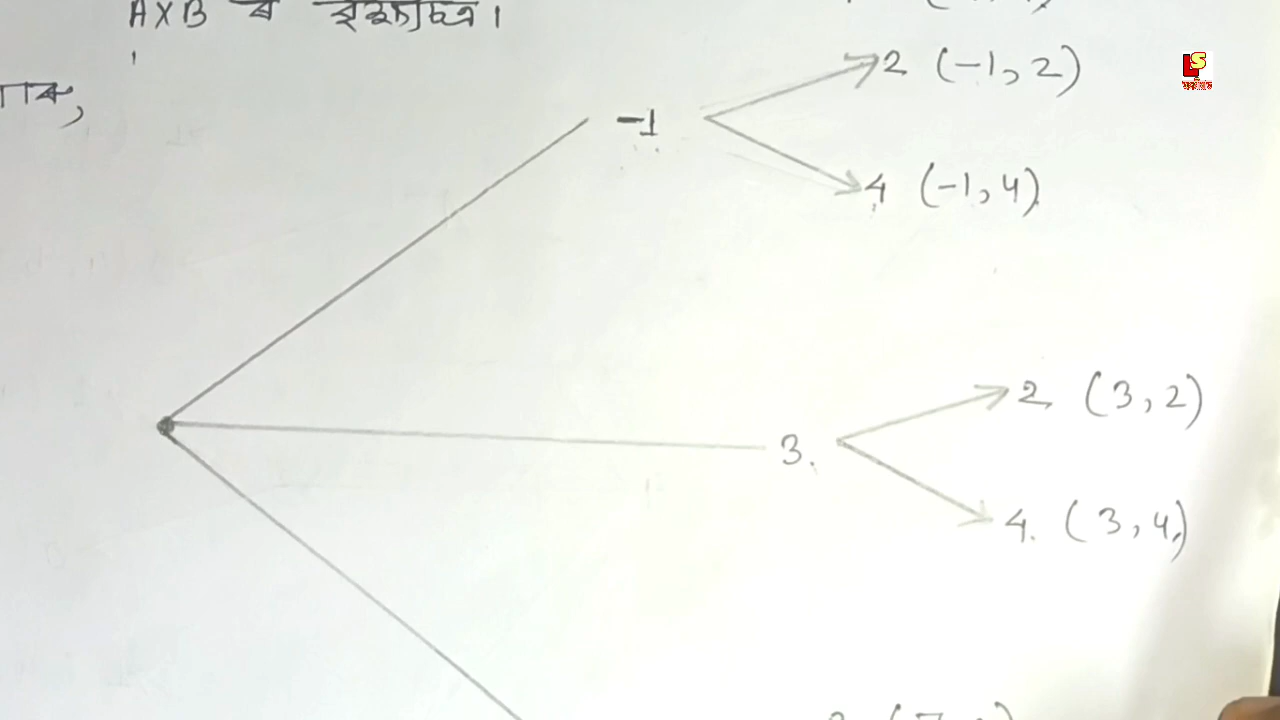 A×B ৰ বৃক্ষচিত্ৰ।
2 (-1, 2)
-1
4 (-1, 4)
3.
2 (3, 2)
4. (3, 4)